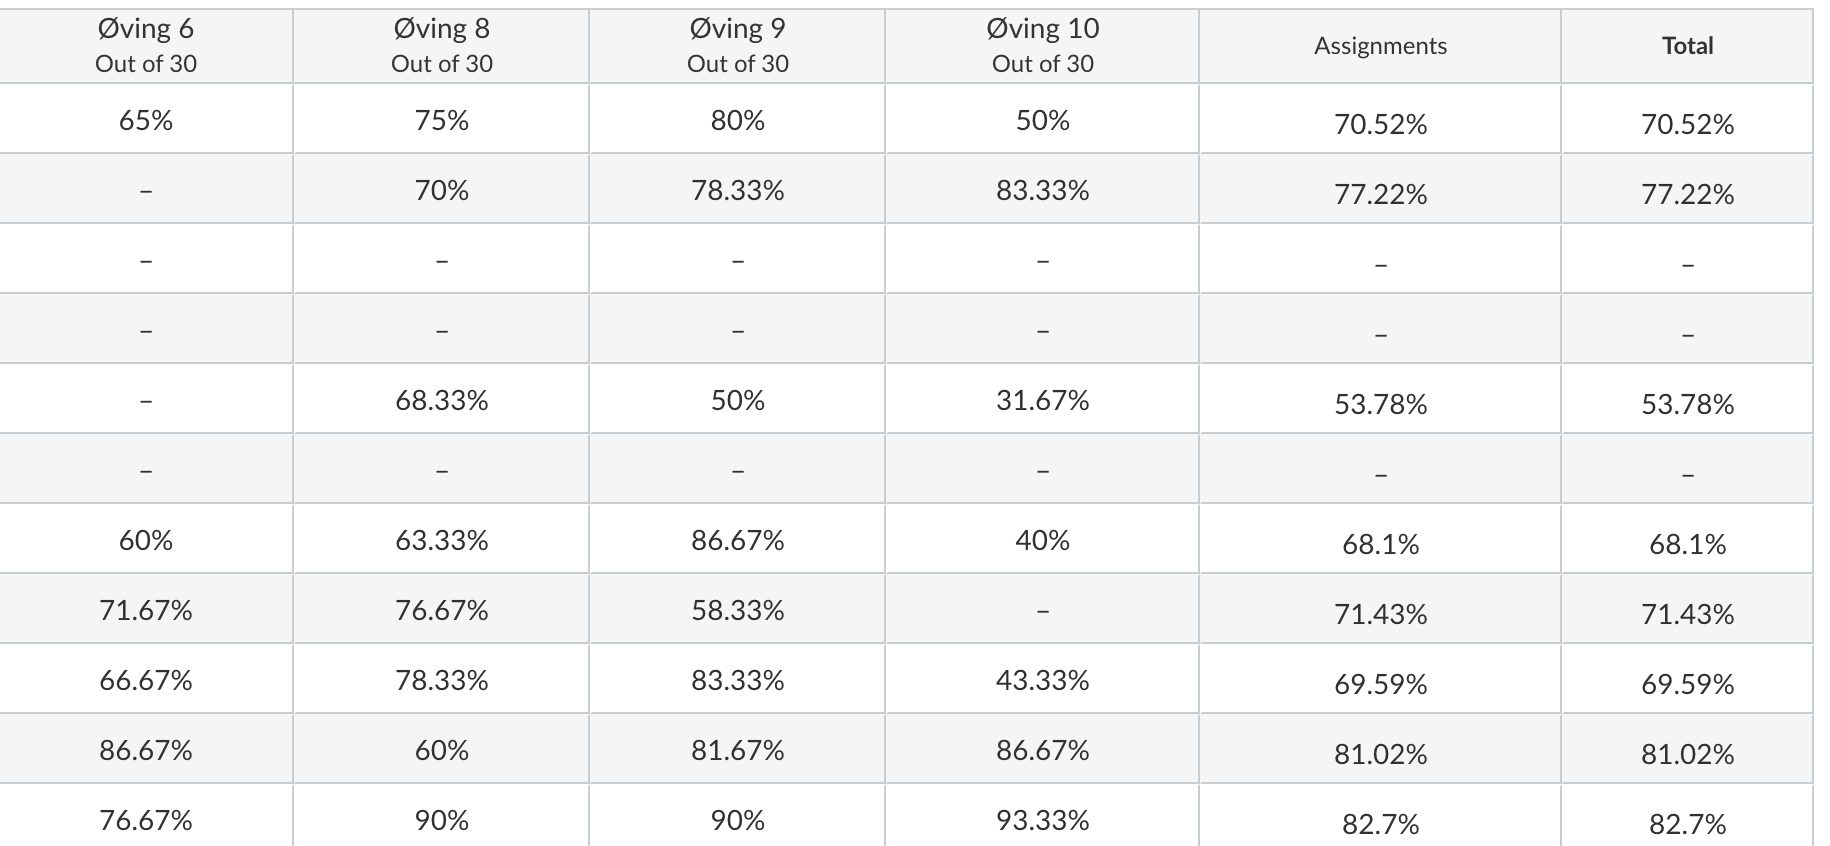 Øving 6 Øving 8 Øving 9 Øving 10 Assignments Total
Out of 30 Out of 30 Out of 30 Out of 30
65% 75% 80% 50% 70.52% 70.52%
– 70% 78.33% 83.33% 77.22% 77.22%
– – – – – –
– – – – – –
– 68.33% 50% 31.67% 53.78% 53.78%
– – – – – –
60% 63.33% 86.67% 40% 68.1% 68.1%
71.67% 76.67% 58.33% – 71.43% 71.43%
66.67% 78.33% 83.33% 43.33% 69.59% 69.59%
86.67% 60% 81.67% 86.67% 81.02% 81.02%
76.67% 90% 90% 93.33% 82.7% 82.7%